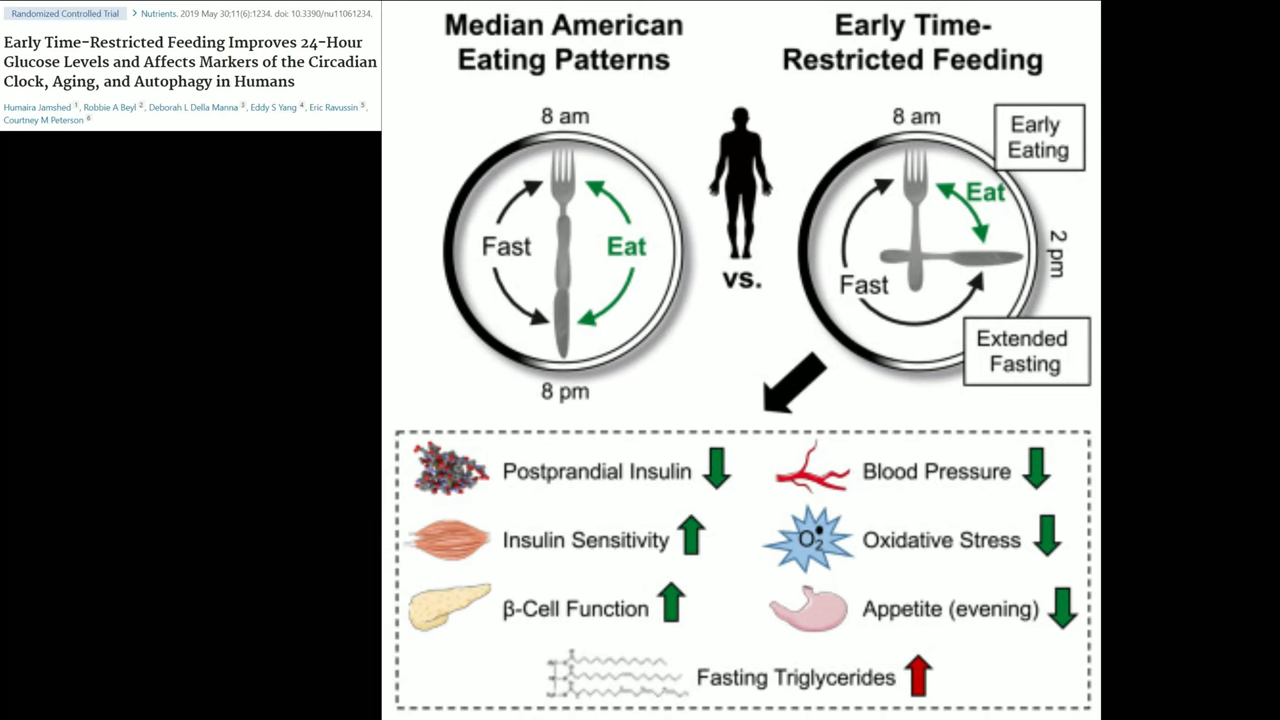 Randomized Controlled Trial > Nutrients. 2019 May 30;11(6):1234. doi: 10.3390/nu11061234.
Early Time-Restricted Feeding Improves 24-Hour
Glucose Levels and Affects Markers of the Circadian
Clock, Aging, and Autophagy in Humans
Humaira Jamshed 1, Robbie A Beyl 2, Deborah L Della Manna 3, Eddy S Yang 4, Eric Ravussin 5,
Courtney M Peterson 6
Median American
Eating Patterns
8 am
Fast
Eat
8 pm
vs.
Early Time-
Restricted Feeding
8 am
Early
Eating
Eat
2 pm
Fast
Extended
Fasting
Postprandial Insulin
Blood Pressure
Insulin Sensitivity
O2
Oxidative Stress
β-Cell Function
Appetite (evening)
Fasting Triglycerides